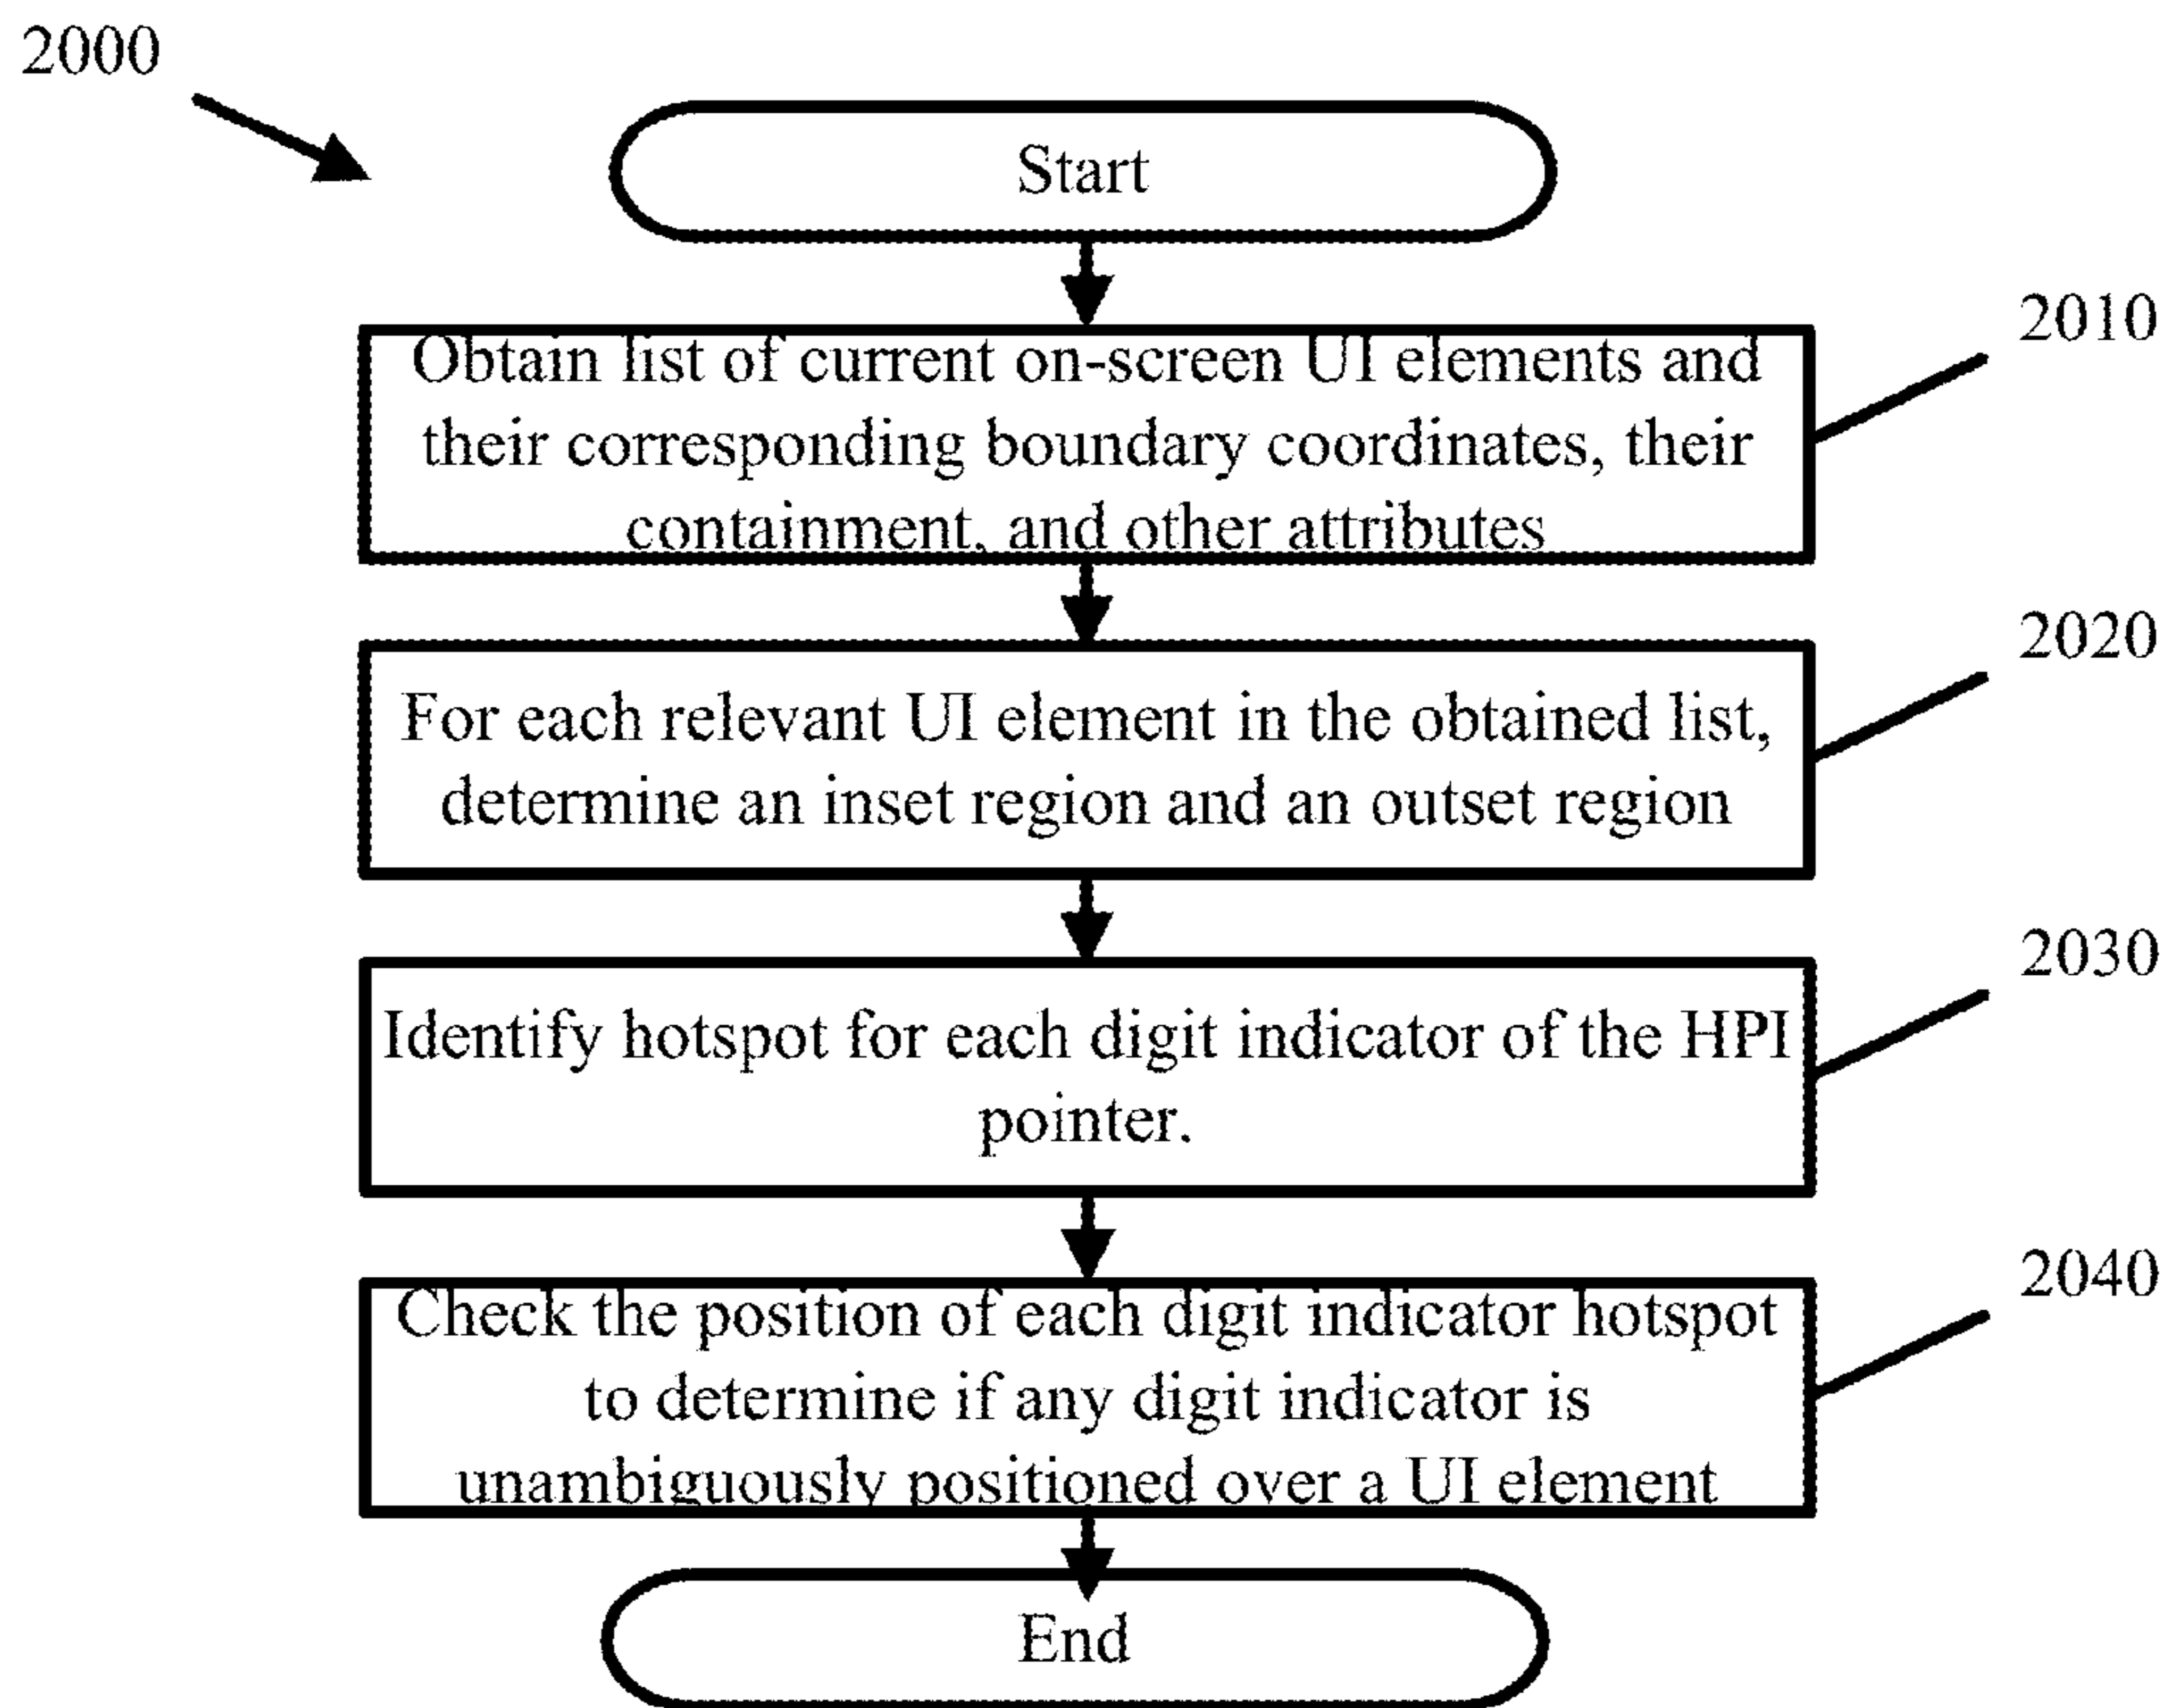 2000
Start
2010
Obtain list of current on-screen UI elements and
their corresponding boundary coordinates, their
containment, and other attributes
2020
For each relevant UI element in the obtained list,
determine an inset region and an outset region
2030
Identify hotspot for each digit indicator of the HPI
pointer.
2040
Check the position of each digit indicator hotspot
to determine if any digit indicator is
unambiguously positioned over a UI element
End